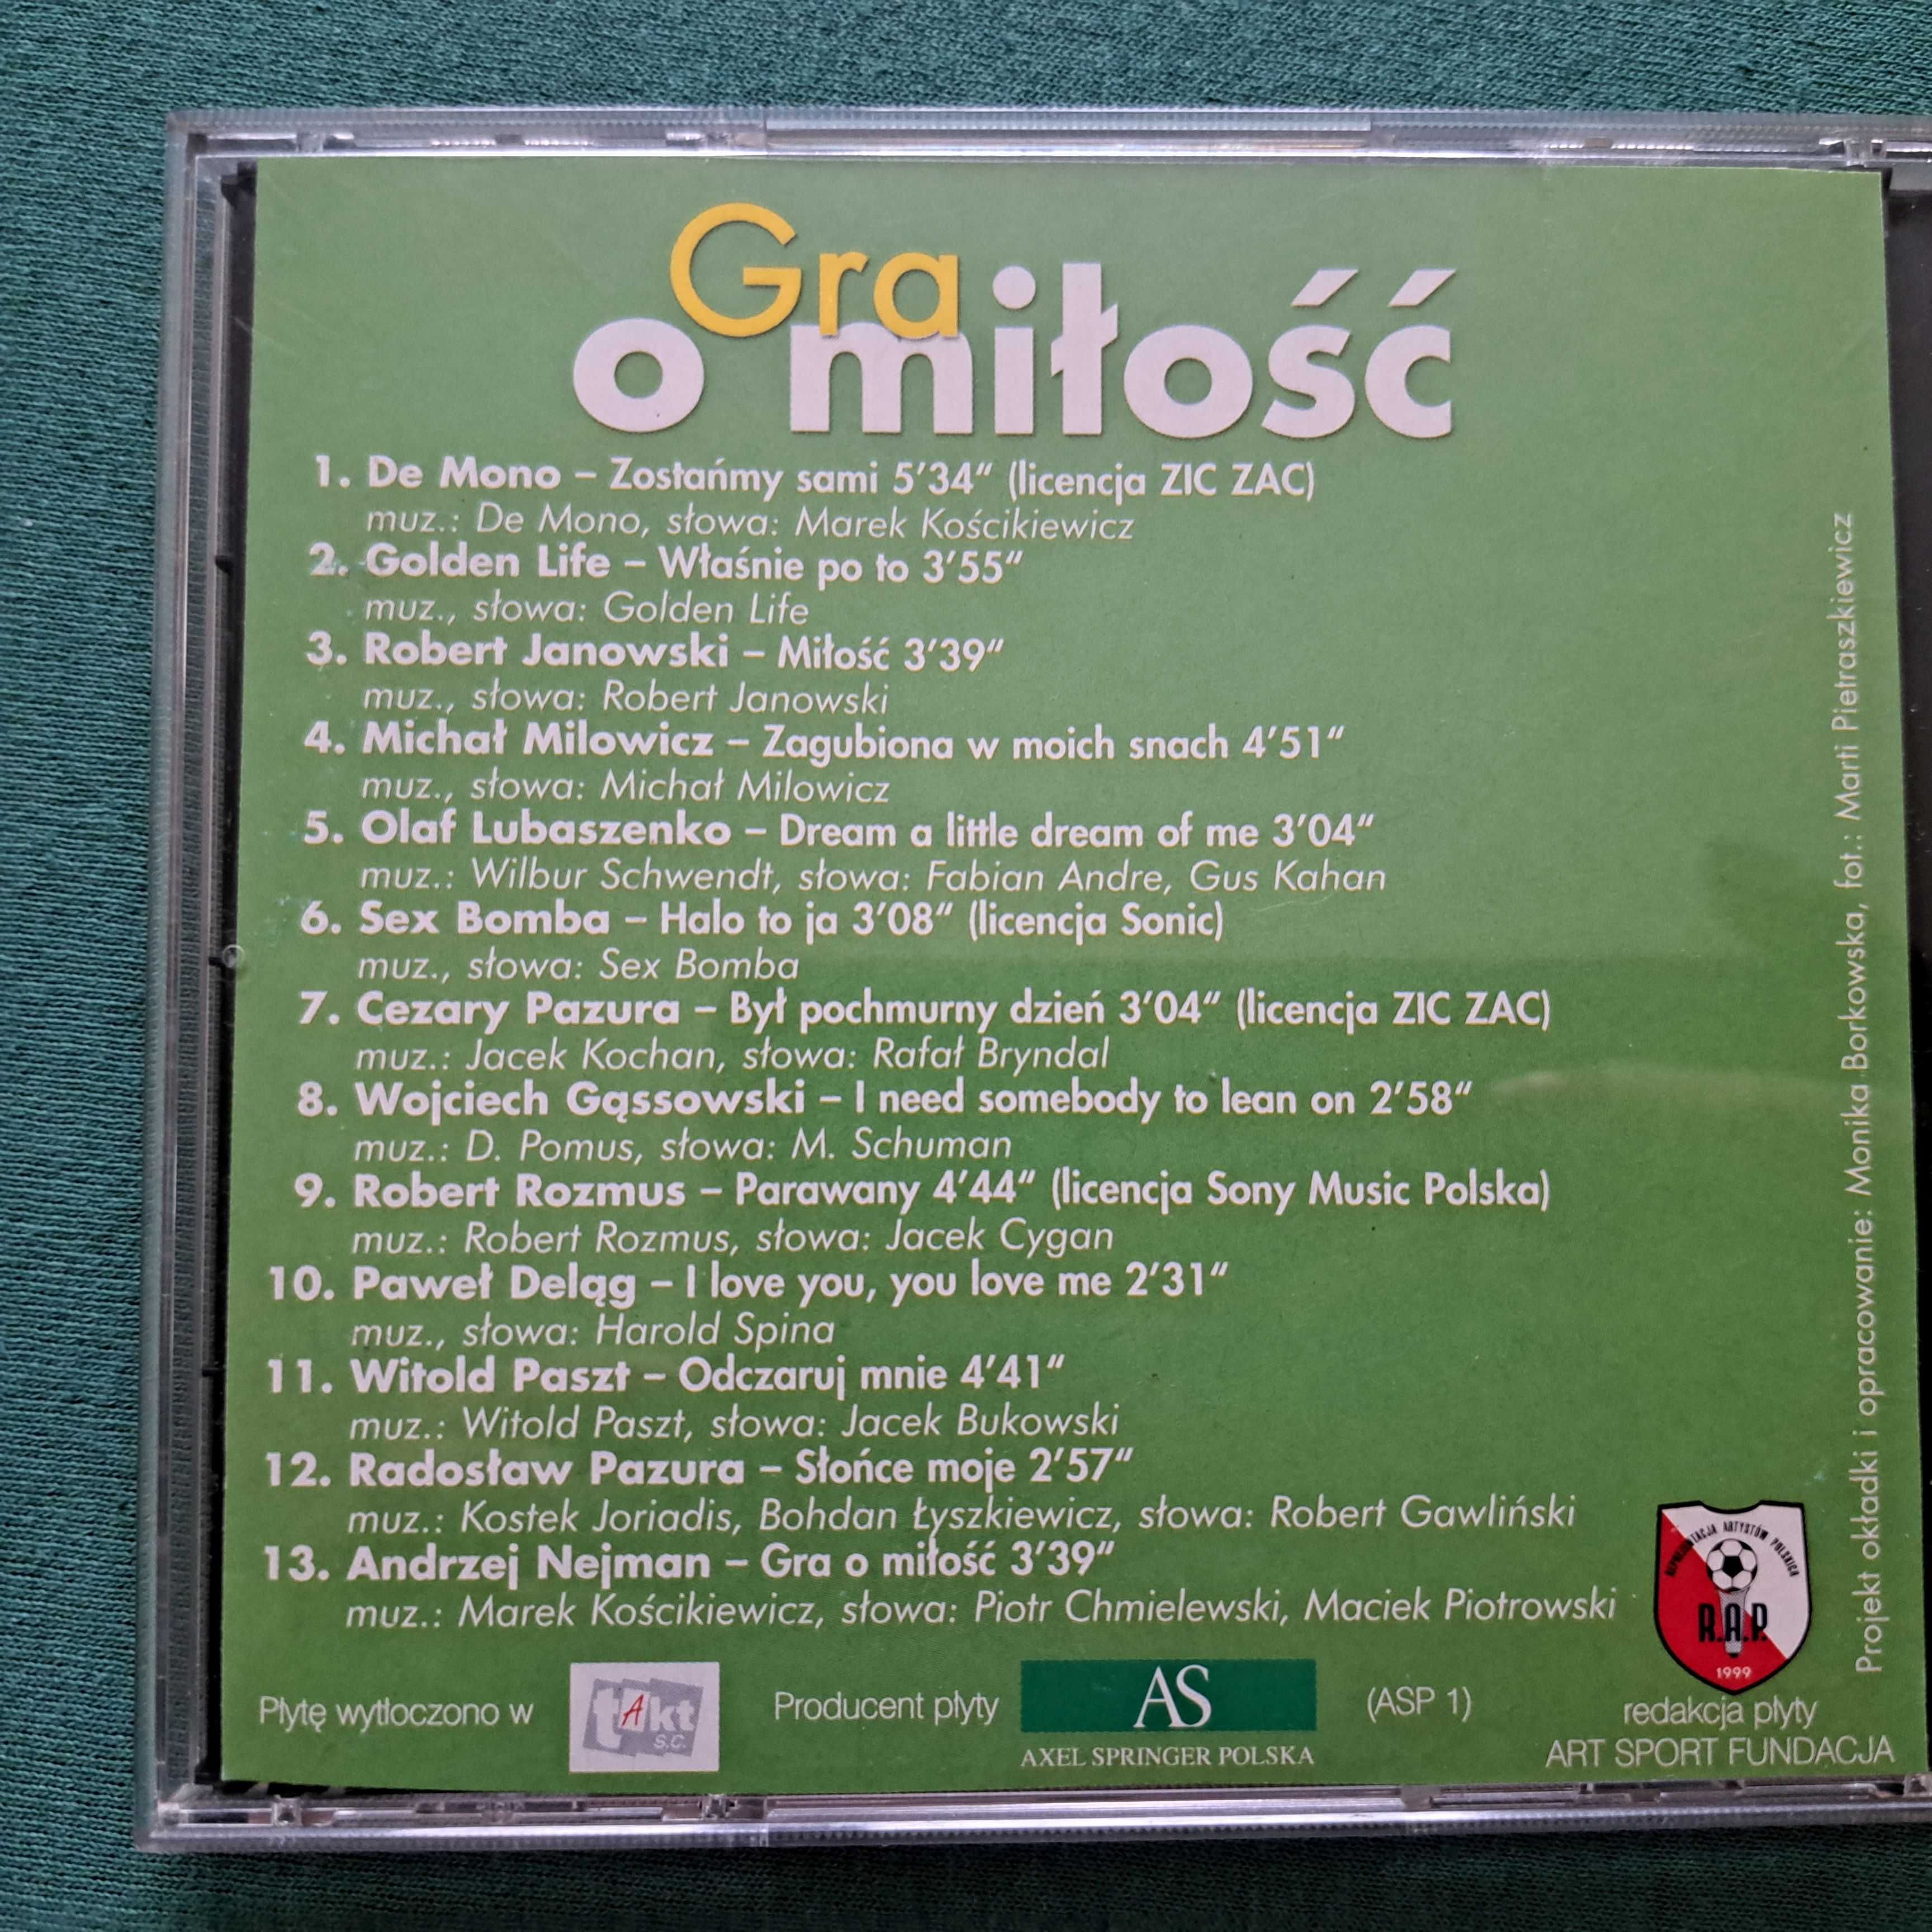 Gra
o miłość
1. De Mono – Zostańmy sami 5'34" (licencja ZIC ZAC)
muz.: De Mono, słowa: Marek Kościkiewicz
2. Golden Life – Właśnie po to 3'55"
muz., słowa: Golden Life
3. Robert Janowski – Miłość 3'39"
muz., słowa: Robert Janowski
4. Michał Milowicz – Zagubiona w moich snach 4'51"
muz., słowa: Michał Milowicz
5. Olaf Lubaszenko – Dream a little dream of me 3'04"
muz.: Wilbur Schwendt, słowa: Fabian Andre, Gus Kahan
6. Sex Bomba – Halo to ja 3'08" (licencja Sonic)
muz., słowa: Sex Bomba
7. Cezary Pazura – Był pochmurny dzień 3'04" (licencja ZIC ZAC)
muz.: Jacek Kochan, słowa: Rafał Bryndal
8. Wojciech Gąssowski – I need somebody to lean on 2'58"
muz.: D. Pomus, słowa: M. Schuman
9. Robert Rozmus – Parawany 4'44" (licencja Sony Music Polska)
muz.: Robert Rozmus, słowa: Jacek Cygan
10. Paweł Deląg – I love you, you love me 2'31"
muz., słowa: Harold Spina
11. Witold Paszt – Odczaruj mnie 4'41"
muz.: Witold Paszt, słowa: Jacek Bukowski
12. Radosław Pazura – Słońce moje 2'57"
muz.: Kostek Joriadis, Bohdan Łyszkiewicz, słowa: Robert Gawliński
13. Andrzej Nejman – Gra o miłość 3'39"
muz.: Marek Kościkiewicz, słowa: Piotr Chmielewski, Maciek Piotrowski
Płytę wytłoczono w
tAkt
s.c.
Producent płyty
AS
AXEL SPRINGER POLSKA
(ASP 1)
REPREZENTACJA ARTYSTÓW POLSKICH
R.A.P.
1999
redakcja płyty
ART SPORT FUNDACJA
Projekt okładki i opracowanie: Monika Borkowska, fot.: Marti Pietraszkiewicz